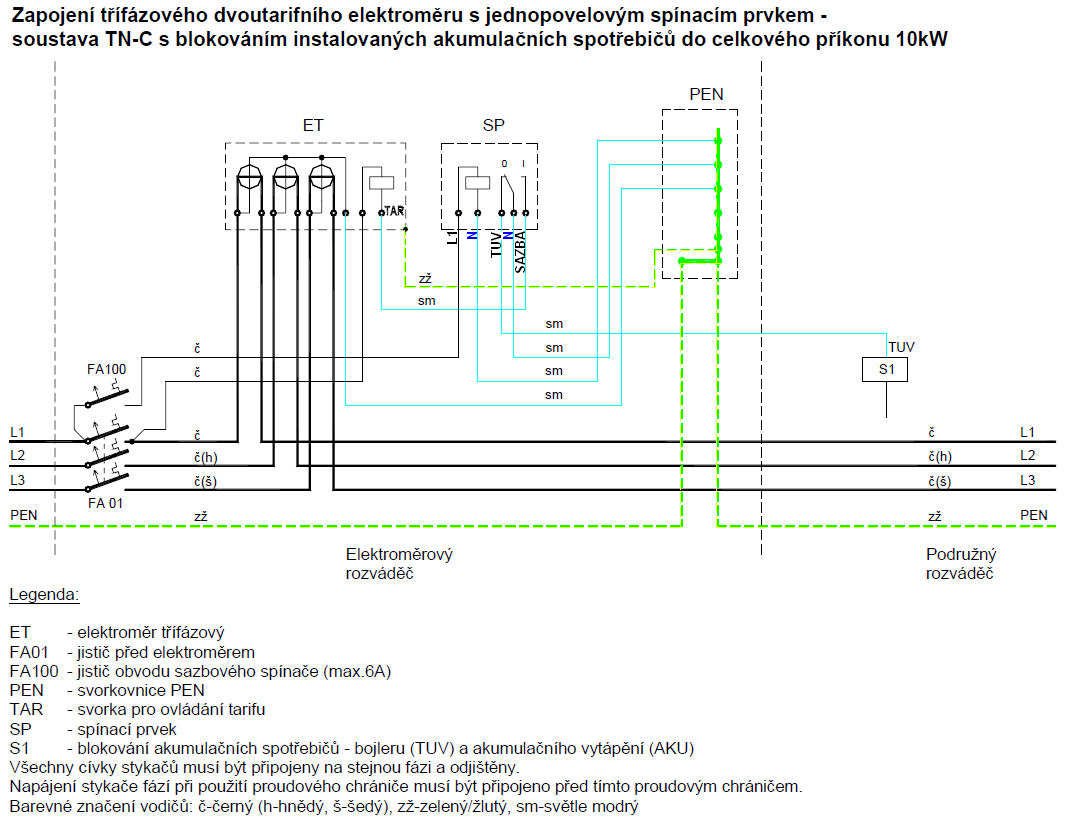 Zapojení třífázového dvoutarifního elektroměru s jednopovelovým spínacím prvkem -
soustava TN-C s blokováním instalovaných akumulačních spotřebičů do celkového příkonu 10kW
PEN
ET
SP
0 I
TAR
L1
N
TUV
N
SAZBA
zž
sm
sm
TUV
č
sm
FA100
S1
č
sm
sm
L1
č
č
L1
L2
č(h)
č(h)
L2
L3
č(š)
č(š)
L3
FA 01
PEN
zž
zž
PEN
Elektroměrový
rozváděč
Podružný
rozváděč
Legenda:
ET - elektroměr třífázový
FA01 - jistič před elektroměrem
FA100 - jistič obvodu sazbového spínače (max.6A)
PEN - svorkovnice PEN
TAR - svorka pro ovládání tarifu
SP - spínací prvek
S1 - blokování akumulačních spotřebičů - bojleru (TUV) a akumulačního vytápění (AKU)
Všechny cívky stykačů musí být připojeny na stejnou fázi a odjištěny.
Napájení stykače fází při použití proudového chrániče musí být připojeno před tímto proudovým chráničem.
Barevné značení vodičů: č-černý (h-hnědý, š-šedý), zž-zelený/žlutý, sm-světle modrý